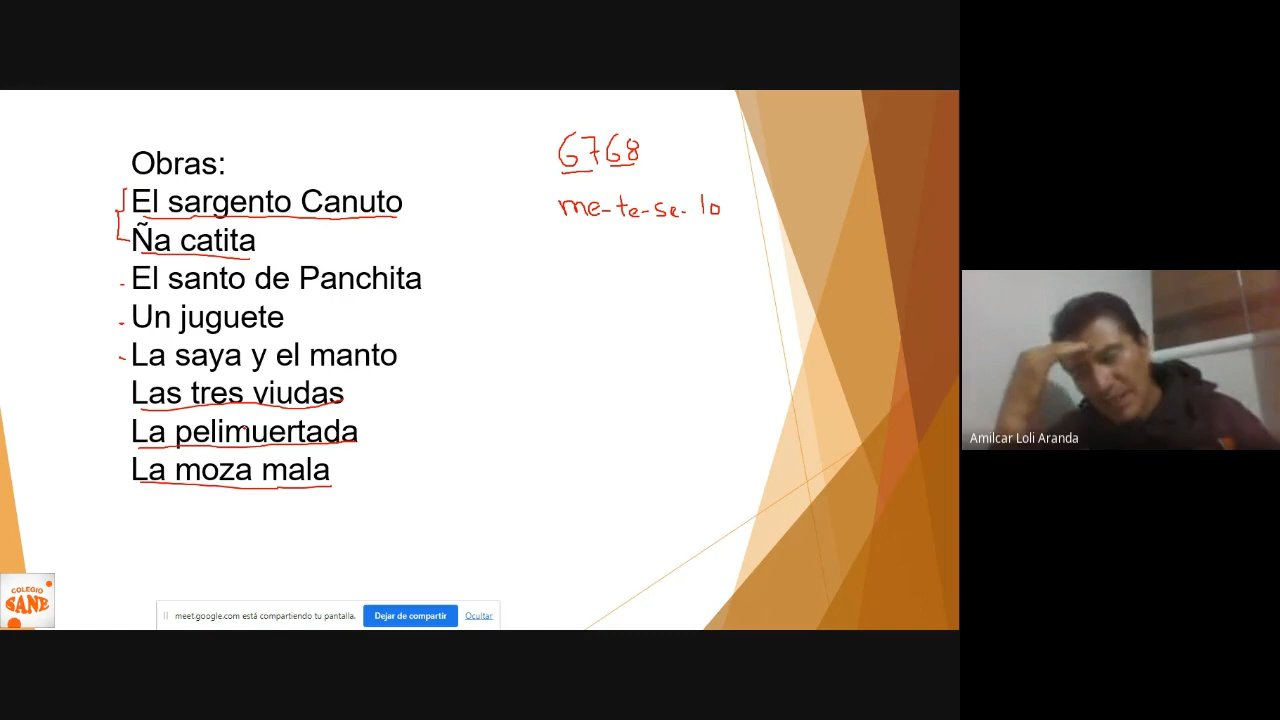 Obras:
El sargento Canuto
Ña catita
El santo de Panchita
Un juguete
La saya y el manto
Las tres viudas
La pelimuertada
La moza mala
6768
me-te-se-lo
Amilcar Loli Aranda
COLEGIO
SANE
meet.google.com está compartiendo tu pantalla. Dejar de compartir Ocultar